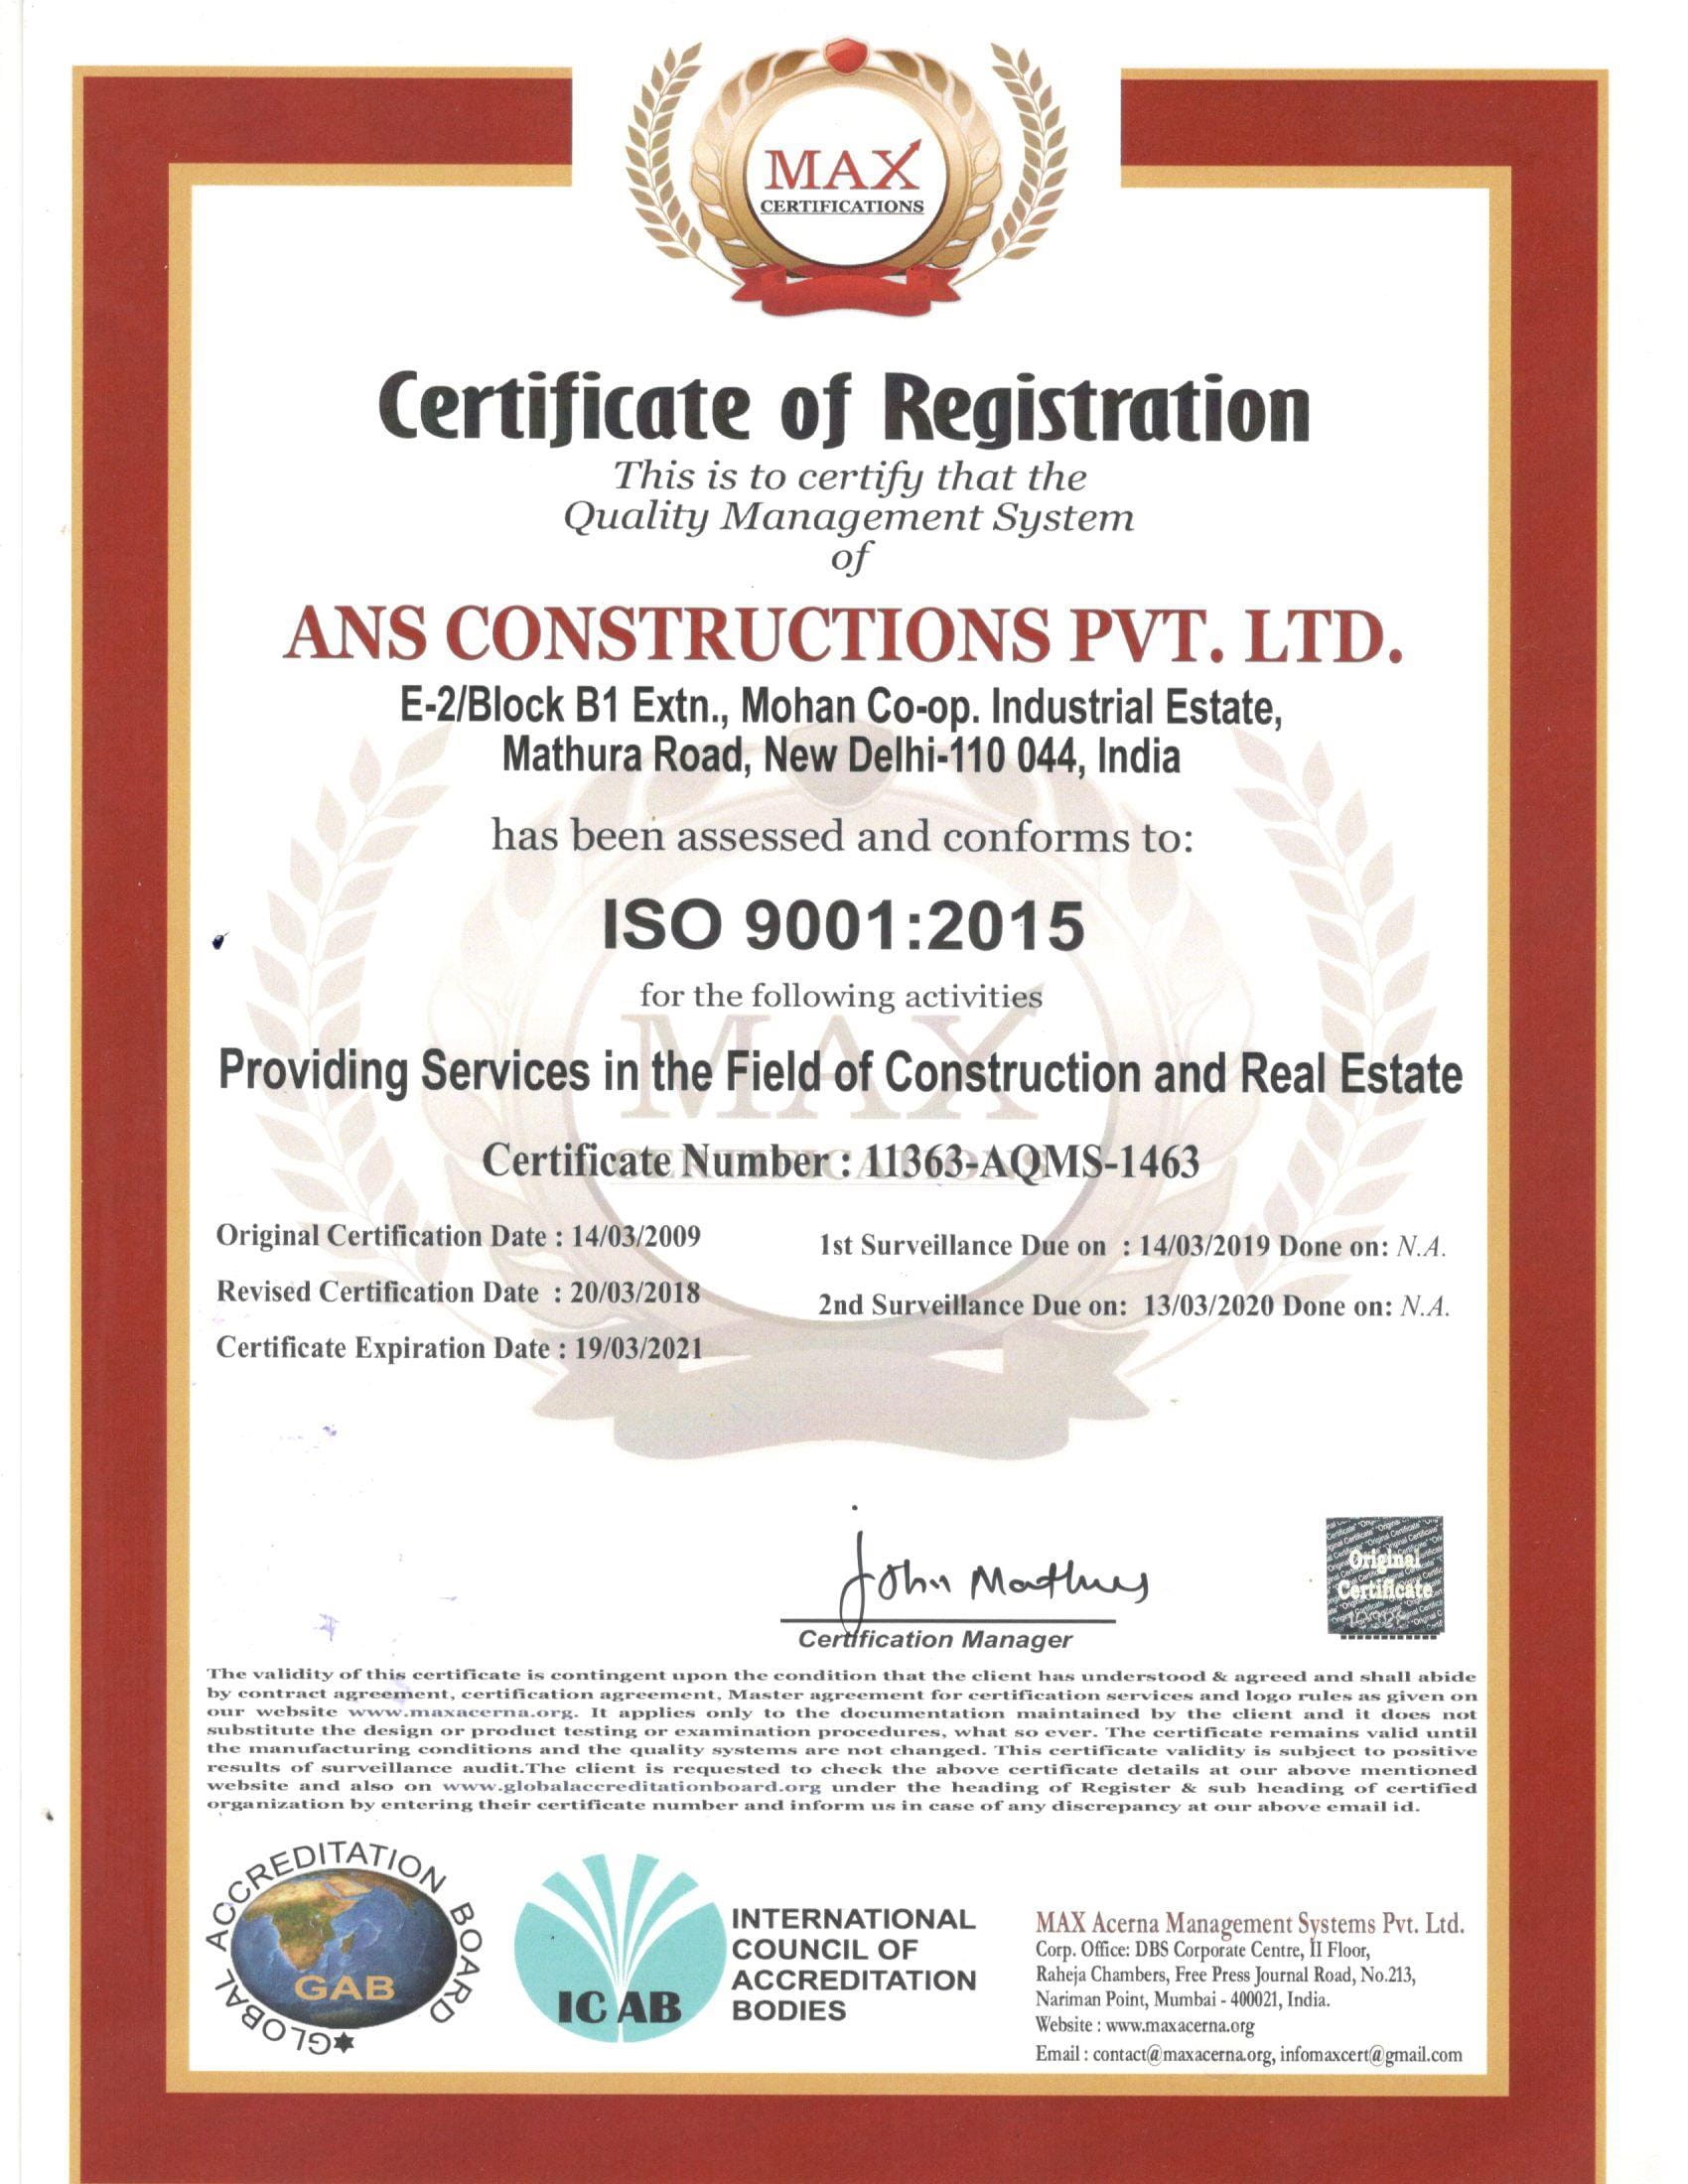 MAX
CERTIFICATIONS
Certificate of Registration
This is to certify that the
Quality Management System
of
ANS CONSTRUCTIONS PVT. LTD.
E-2/Block B1 Extn., Mohan Co-op. Industrial Estate,
Mathura Road, New Delhi-110 044, India
has been assessed and conforms to:
ISO 9001:2015
for the following activities
Providing Services in the Field of Construction and Real Estate
Certificate Number : 11363-AQMS-1463
Original Certification Date : 14/03/2009
Revised Certification Date : 20/03/2018
Certificate Expiration Date : 19/03/2021
1st Surveillance Due on : 14/03/2019 Done on: N.A.
2nd Surveillance Due on: 13/03/2020 Done on: N.A.
John
Certification Manager
Original
Certificate
The validity of this certificate is contingent upon the condition that the client has understood & agreed and shall abide
by contract agreement, certification agreement, Master agreement for certification services and logo rules as given on
our website www.maxacerna.org. It applies only to the documentation maintained by the client and it does not
substitute the design or product testing or examination procedures, what so ever. The certificate remains valid until
the manufacturing conditions and the quality systems are not changed. This certificate validity is subject to positive
results of surveillance audit.The client is requested to check the above certificate details at our above mentioned
website and also on www.globalaccreditationboard.org under the heading of Register & sub heading of certified
organization by entering their certificate number and inform us in case of any discrepancy at our above email id.
GLOBAL ACCREDITATION BOARD
GAB
ICAB
INTERNATIONAL
COUNCIL OF
ACCREDITATION
BODIES
MAX Acerna Management Systems Pvt. Ltd.
Corp. Office: DBS Corporate Centre, II Floor,
Raheja Chambers, Free Press Journal Road, No.213,
Nariman Point, Mumbai - 400021, India.
Website : www.maxacerna.org
Email : contact@maxacerna.org, infomaxcert@gmail.com